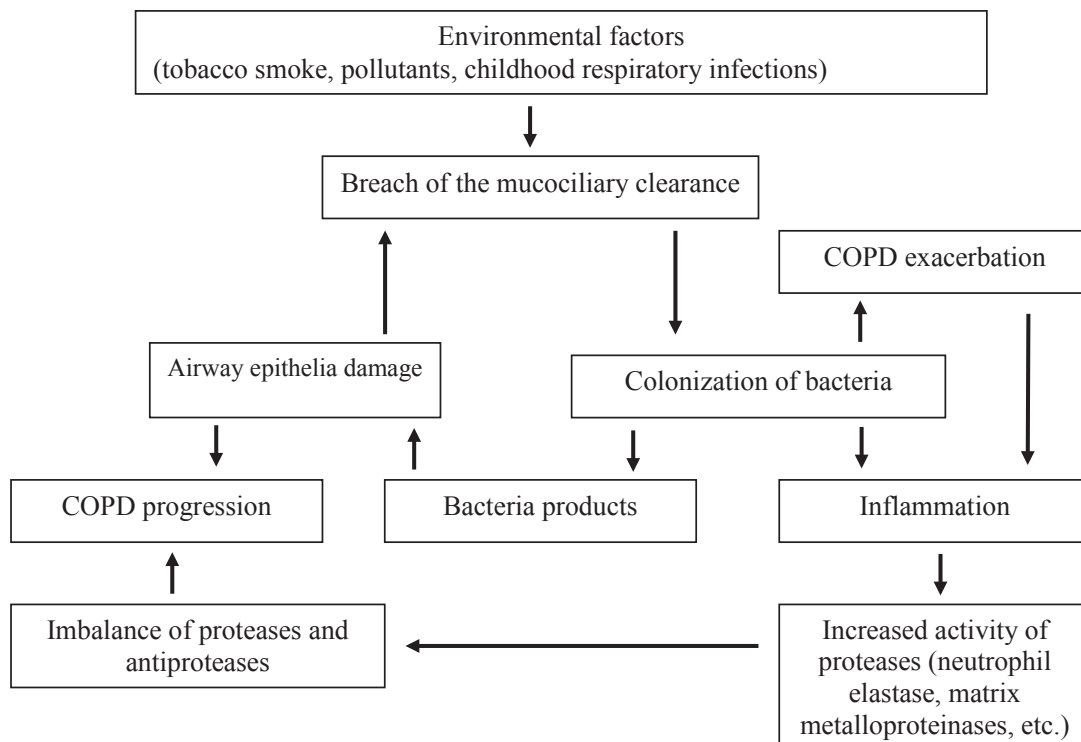 Environmental factors
(tobacco smoke, pollutants, childhood respiratory infections)
Breach of the mucociliary clearance
COPD exacerbation
Airway epithelia damage
Colonization of bacteria
COPD progression
Bacteria products
Inflammation
Imbalance of proteases and
antiproteases
Increased activity of
proteases (neutrophil
elastase, matrix
metalloproteinases, etc.)